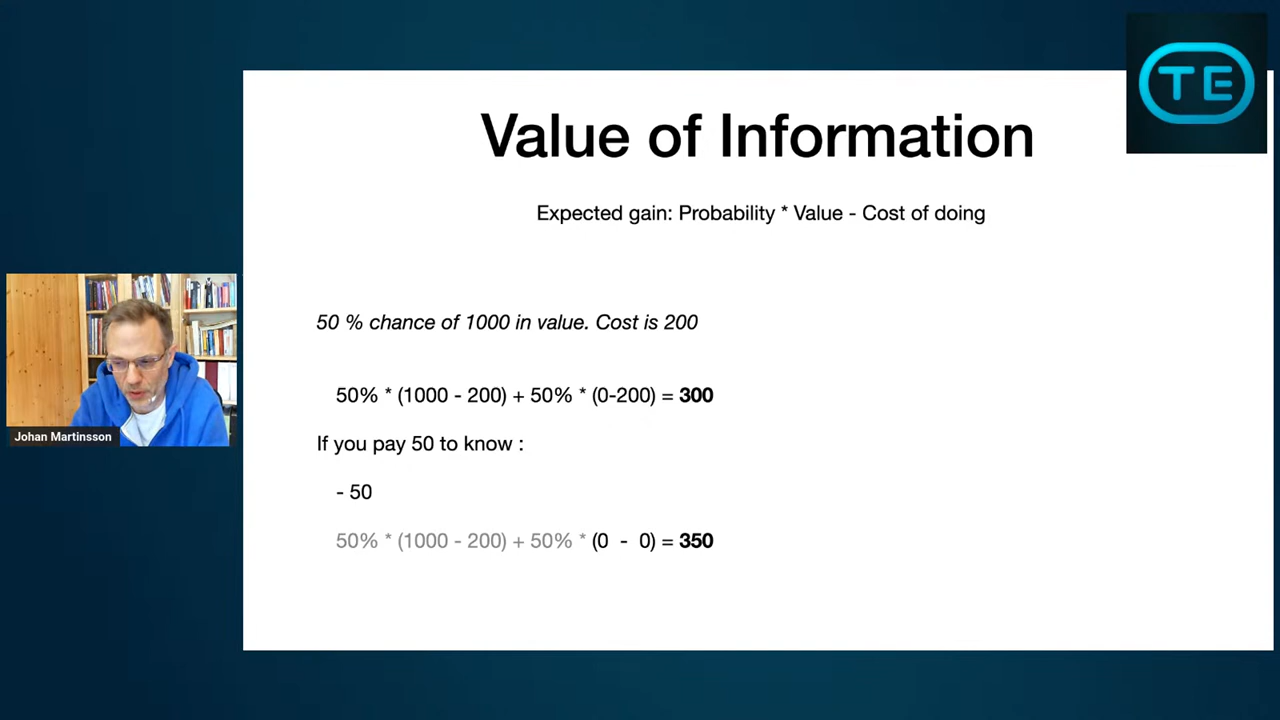 TE
Value of Information
Expected gain: Probability * Value - Cost of doing
50 % chance of 1000 in value. Cost is 200
50% * (1000 - 200) + 50% * (0-200) = 300
If you pay 50 to know :
- 50
50% * (1000 - 200) + 50% * (0 - 0) = 350
Johan Martinsson